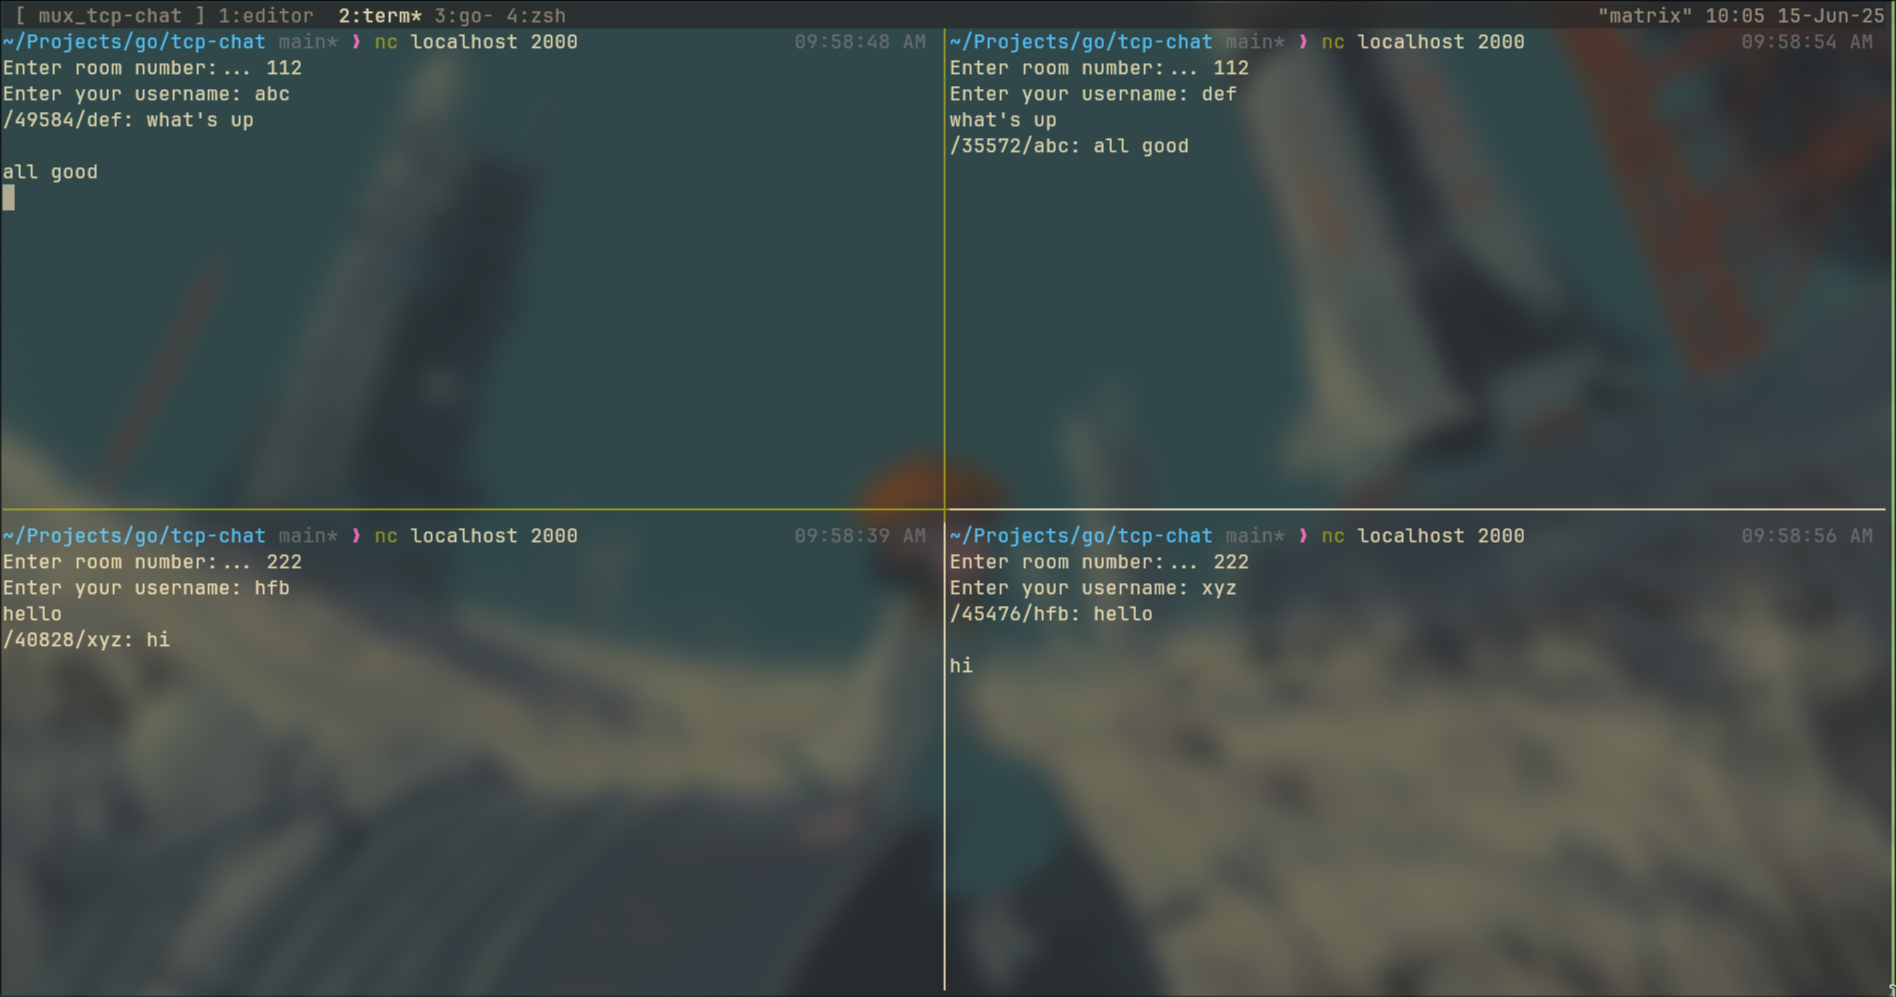 [ mux_tcp-chat ] 1:editor  2:term* 3:go- 4:zsh "matrix" 10:05 15-Jun-25
~/Projects/go/tcp-chat main* ❱ nc localhost 2000 09:58:48 AM
Enter room number:... 112
Enter your username: abc
/49584/def: what's up
all good
~/Projects/go/tcp-chat main* ❱ nc localhost 2000 09:58:54 AM
Enter room number:... 112
Enter your username: def
what's up
/35572/abc: all good
~/Projects/go/tcp-chat main* ❱ nc localhost 2000 09:58:39 AM
Enter room number:... 222
Enter your username: hfb
hello
/40828/xyz: hi
~/Projects/go/tcp-chat main* ❱ nc localhost 2000 09:58:56 AM
Enter room number:... 222
Enter your username: xyz
/45476/hfb: hello
hi